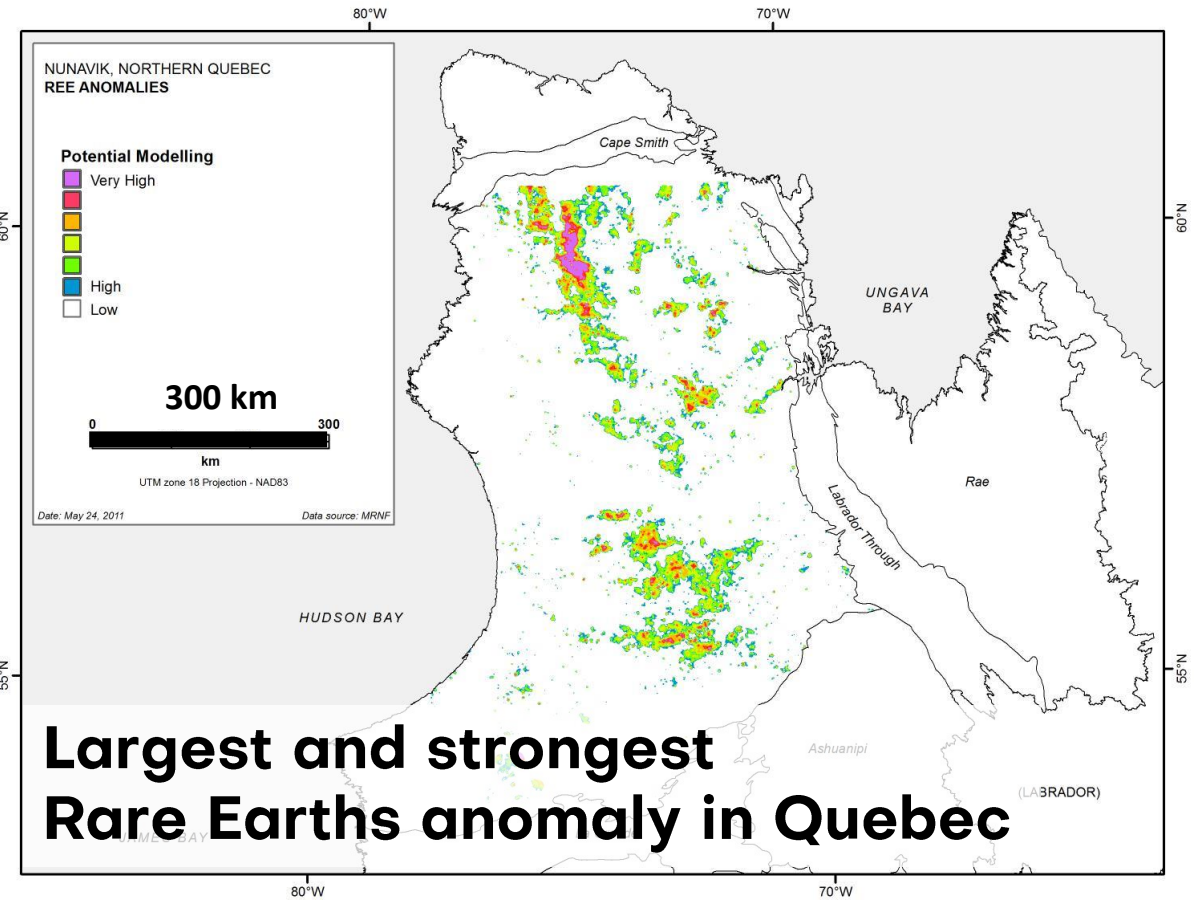 80°W
70°W
NUNAVIK, NORTHERN QUEBEC
REE ANOMALIES
Potential Modelling
Very High
High
Low
300 km
0
300
km
UTM zone 18 Projection - NAD83
Date: May 24, 2011
Data source: MRNF
Cape Smith
60°N
60°N
UNGAVA
BAY
Rae
Labrador Through
HUDSON BAY
55°N
55°N
Ashuanipi
(LABRADOR)
Largest and strongest
Rare Earths anomaly in Quebec
JAMES BAY
80°W
70°W